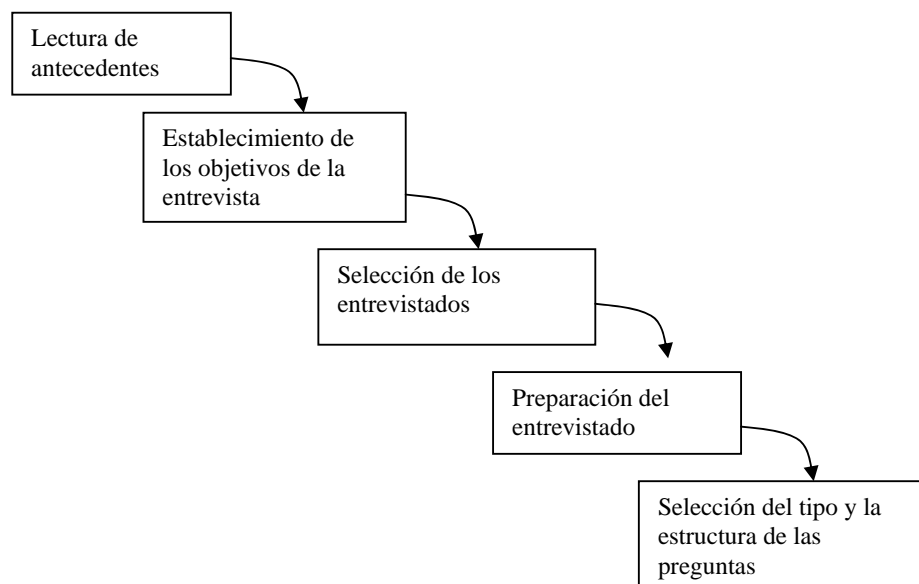 Lectura de
antecedentes
Establecimiento de
los objetivos de la
entrevista
Selección de los
entrevistados
Preparación del
entrevistado
Selección del tipo y la
estructura de las
preguntas